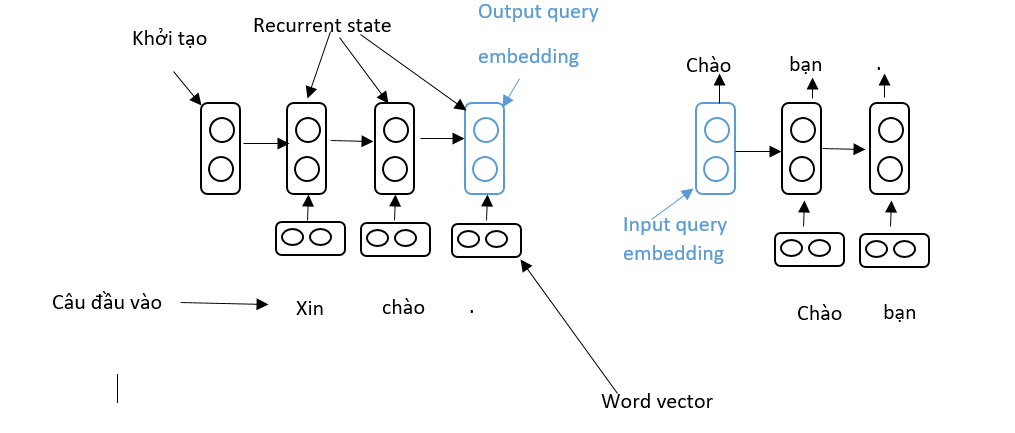 Output query
embedding
Recurrent state
Khởi tạo
Chào
bạn
.
Input query
embedding
Câu đầu vào
Xin
chào
.
Chào
bạn
Word vector